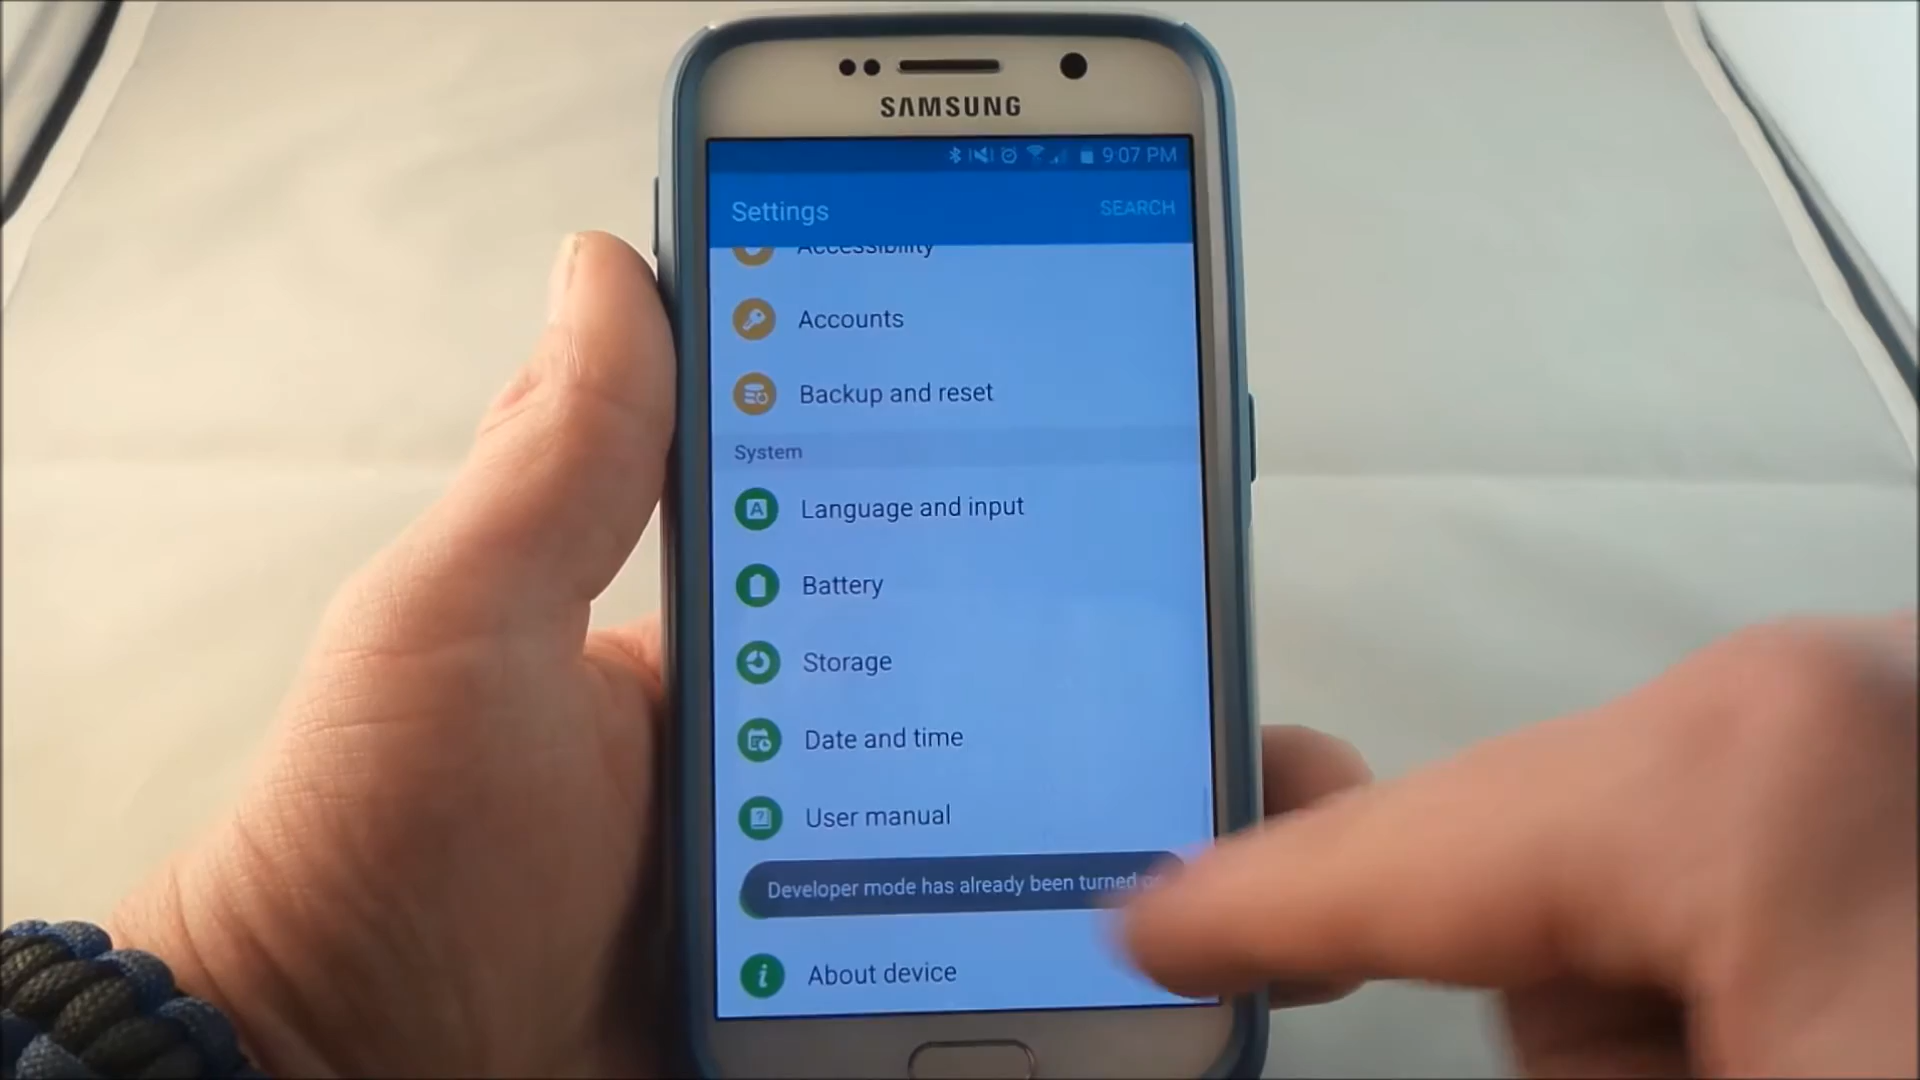 SAMSUNG
9:07 PM
Settings
SEARCH
Accessibility
Accounts
Backup and reset
System
Language and input
Battery
Storage
Date and time
User manual
Developer mode has already been turned
About device